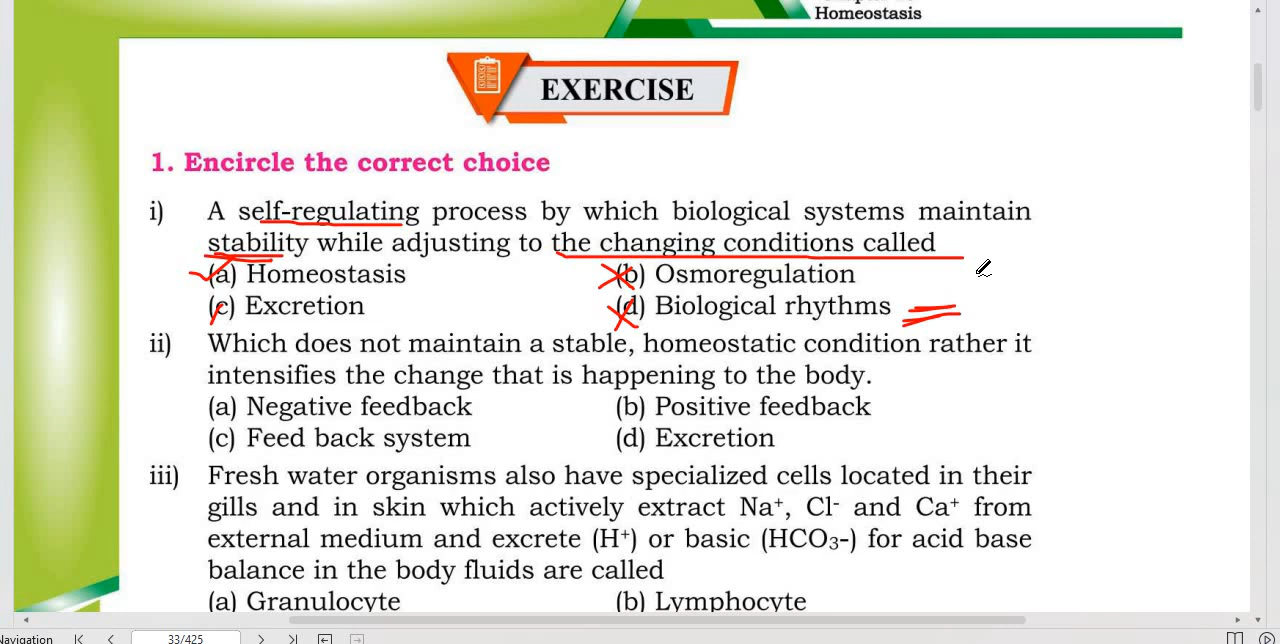 Homeostasis
EXERCISE
1. Encircle the correct choice
i) A self-regulating process by which biological systems maintain
stability while adjusting to the changing conditions called
(a) Homeostasis (b) Osmoregulation
(c) Excretion (d) Biological rhythms
ii) Which does not maintain a stable, homeostatic condition rather it
intensifies the change that is happening to the body.
(a) Negative feedback (b) Positive feedback
(c) Feed back system (d) Excretion
iii) Fresh water organisms also have specialized cells located in their
gills and in skin which actively extract Na⁺, Cl⁻ and Ca⁺ from
external medium and excrete (H⁺) or basic (HCO₃-) for acid base
balance in the body fluids are called
(a) Granulocyte (b) Lymphocyte
Navigation 33/425